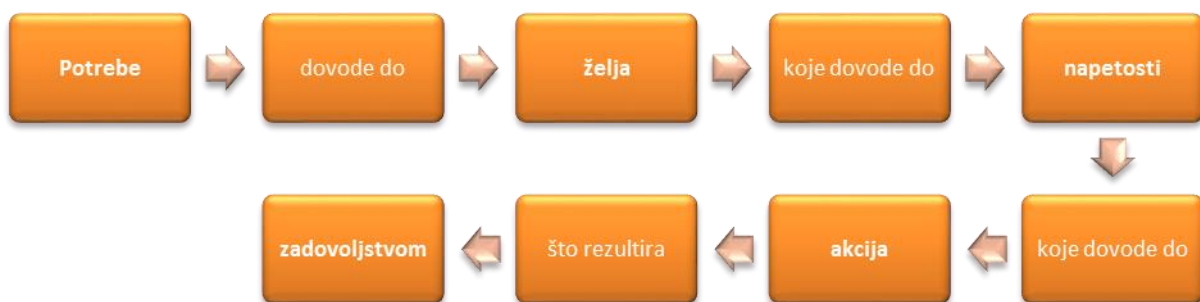 Potrebe
dovode do
želja
koje dovode do
napetosti
koje dovode do
akcija
što rezultira
zadovoljstvom